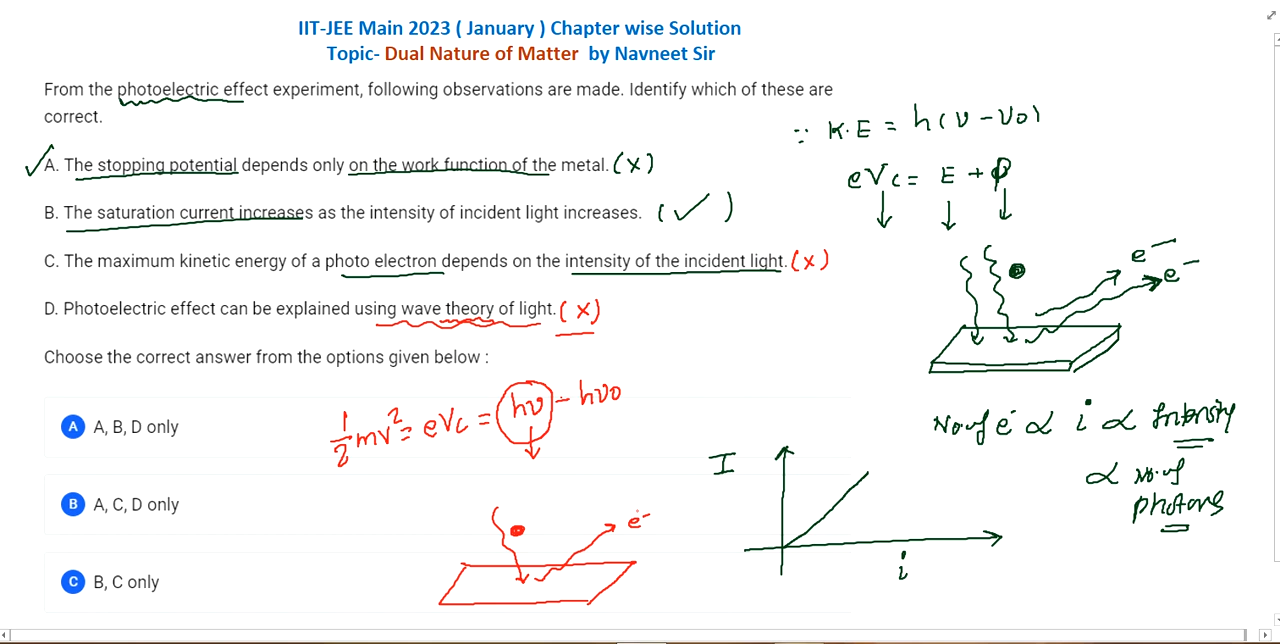 IIT-JEE Main 2023 ( January ) Chapter wise Solution
Topic- Dual Nature of Matter by Navneet Sir
From the photoelectric effect experiment, following observations are made. Identify which of these are
correct.
∵ K.E = h(ν-ν0)
A. The stopping potential depends only on the work function of the metal. (X)
eVc = E + φ
B. The saturation current increases as the intensity of incident light increases. (✓)
C. The maximum kinetic energy of a photo electron depends on the intensity of the incident light. (x)
e⁻
e⁻
D. Photoelectric effect can be explained using wave theory of light. (x)
Choose the correct answer from the options given below :
A A, B, D only
1/2 mv² = eVc = hν - hν0
No. of e⁻ ∝ i ∝ Intensity
∝ No. of
photons
I
B A, C, D only
e⁻
i
C B, C only